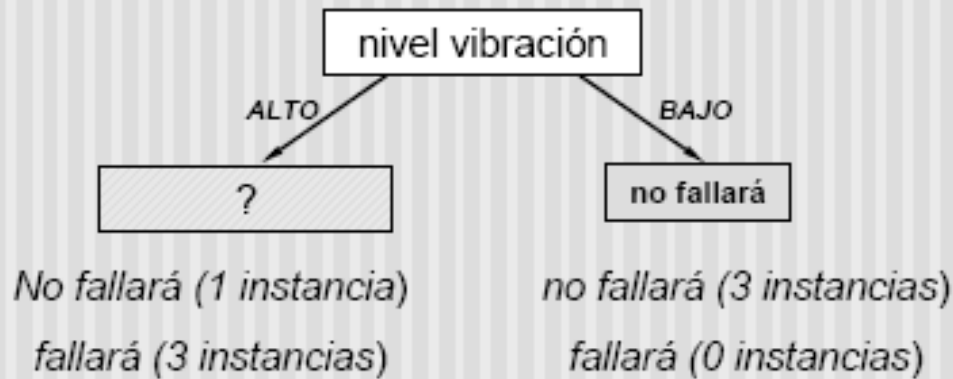 nivel vibración
ALTO
BAJO
?
no fallará
No fallará (1 instancia)
no fallará (3 instancias)
fallará (3 instancias)
fallará (0 instancias)